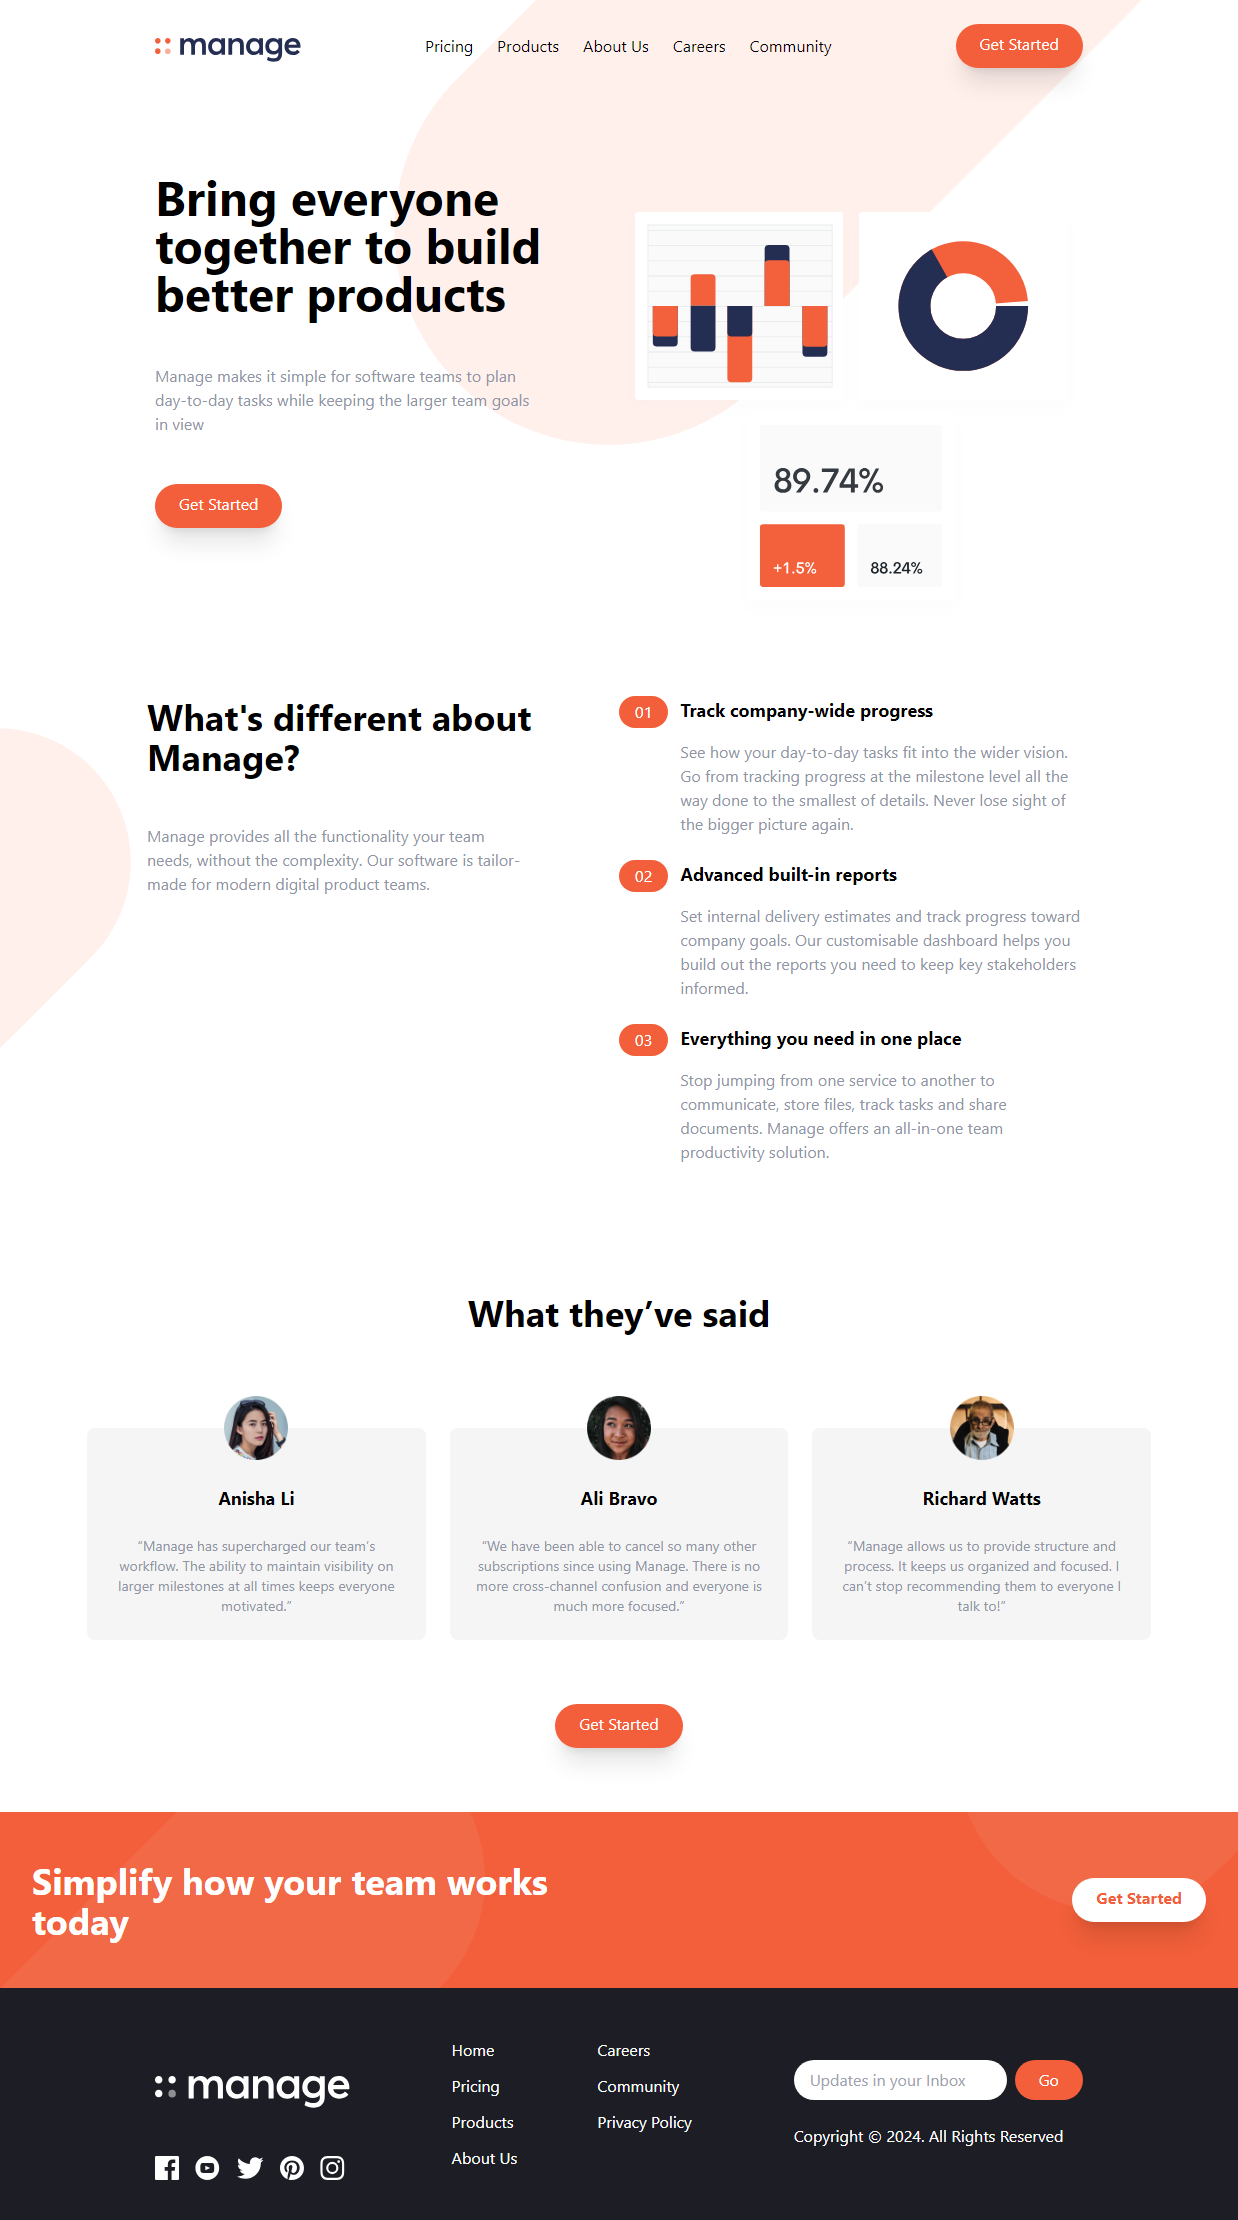 manage
Pricing
Products
About Us
Careers
Community
Get Started
Bring everyone
together to build
better products
Manage makes it simple for software teams to plan
day-to-day tasks while keeping the larger team goals
in view
Get Started
89.74%
+1.5%
88.24%
What's different about
Manage?
Manage provides all the functionality your team
needs, without the complexity. Our software is tailor-
made for modern digital product teams.
01
Track company-wide progress
See how your day-to-day tasks fit into the wider vision.
Go from tracking progress at the milestone level all the
way done to the smallest of details. Never lose sight of
the bigger picture again.
02
Advanced built-in reports
Set internal delivery estimates and track progress toward
company goals. Our customisable dashboard helps you
build out the reports you need to keep key stakeholders
informed.
03
Everything you need in one place
Stop jumping from one service to another to
communicate, store files, track tasks and share
documents. Manage offers an all-in-one team
productivity solution.
What they’ve said
Anisha Li
“Manage has supercharged our team’s
workflow. The ability to maintain visibility on
larger milestones at all times keeps everyone
motivated.”
Ali Bravo
“We have been able to cancel so many other
subscriptions since using Manage. There is no
more cross-channel confusion and everyone is
much more focused.”
Richard Watts
“Manage allows us to provide structure and
process. It keeps us organized and focused. I
can’t stop recommending them to everyone I
talk to!”
Get Started
Simplify how your team works
today
Get Started
manage
Home
Pricing
Products
About Us
Careers
Community
Privacy Policy
Updates in your Inbox
Go
Copyright © 2024. All Rights Reserved